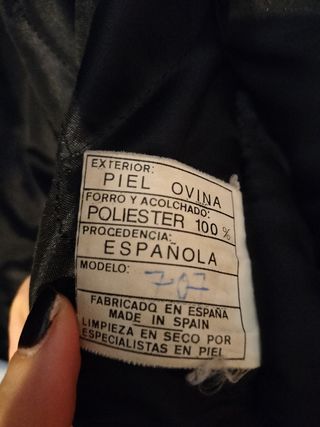 EXTERIOR:
PIEL OVINA
FORRO Y ACOLCHADO:
POLIESTER 100 %
PROCEDENCIA:
ESPAÑOLA
MODELO: 707
FABRICADO EN ESPAÑA
MADE IN SPAIN
LIMPIEZA EN SECO POR
ESPECIALISTAS EN PIEL